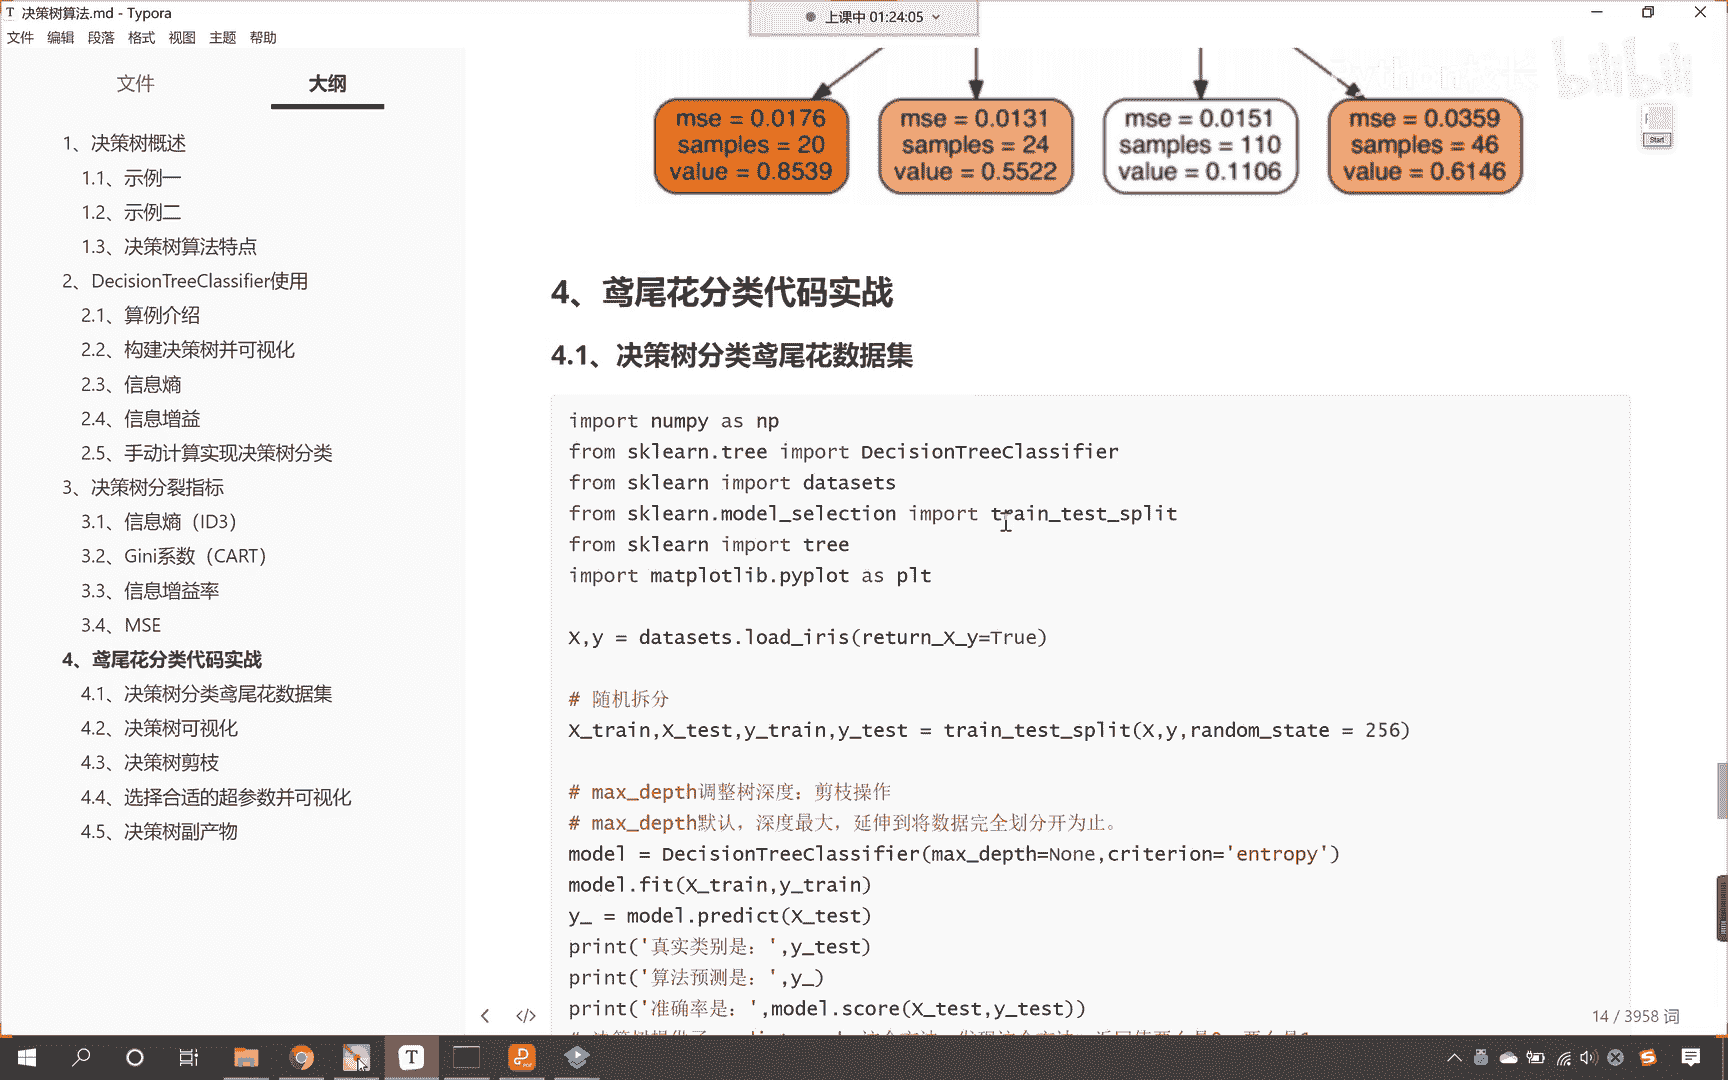 决策树算法.md - Typora
上课中 01:24:05
文件 编辑 段落 格式 视图 主题 帮助
文件 大纲
1、决策树概述
1.1、示例一
1.2、示例二
1.3、决策树算法特点
2、DecisionTreeClassifier使用
2.1、算例介绍
2.2、构建决策树并可视化
2.3、信息熵
2.4、信息增益
2.5、手动计算实现决策树分类
3、决策树分裂指标
3.1、信息熵（ID3）
3.2、Gini系数（CART）
3.3、信息增益率
3.4、MSE
4、鸢尾花分类代码实战
4.1、决策树分类鸢尾花数据集
4.2、决策树可视化
4.3、决策树剪枝
4.4、选择合适的超参数并可视化
4.5、决策树副产物
bilibili
mse = 0.0176
samples = 20
value = 0.8539
mse = 0.0131
samples = 24
value = 0.5522
mse = 0.0151
samples = 110
value = 0.1106
mse = 0.0359
samples = 46
value = 0.6146
Start
4、鸢尾花分类代码实战
4.1、决策树分类鸢尾花数据集
import numpy as np
from sklearn.tree import DecisionTreeClassifier
from sklearn import datasets
from sklearn.model_selection import train_test_split
from sklearn import tree
import matplotlib.pyplot as plt
X,y = datasets.load_iris(return_X_y=True)
# 随机拆分
X_train,X_test,y_train,y_test = train_test_split(X,y,random_state = 256)
# max_depth调整树深度：剪枝操作
# max_depth默认，深度最大，延伸到将数据完全划分开为止。
model = DecisionTreeClassifier(max_depth=None,criterion='entropy')
model.fit(X_train,y_train)
y_ = model.predict(X_test)
print('真实类别是：',y_test)
print('算法预测是：',y_)
print('准确率是：',model.score(X_test,y_test))
14 / 3958 词